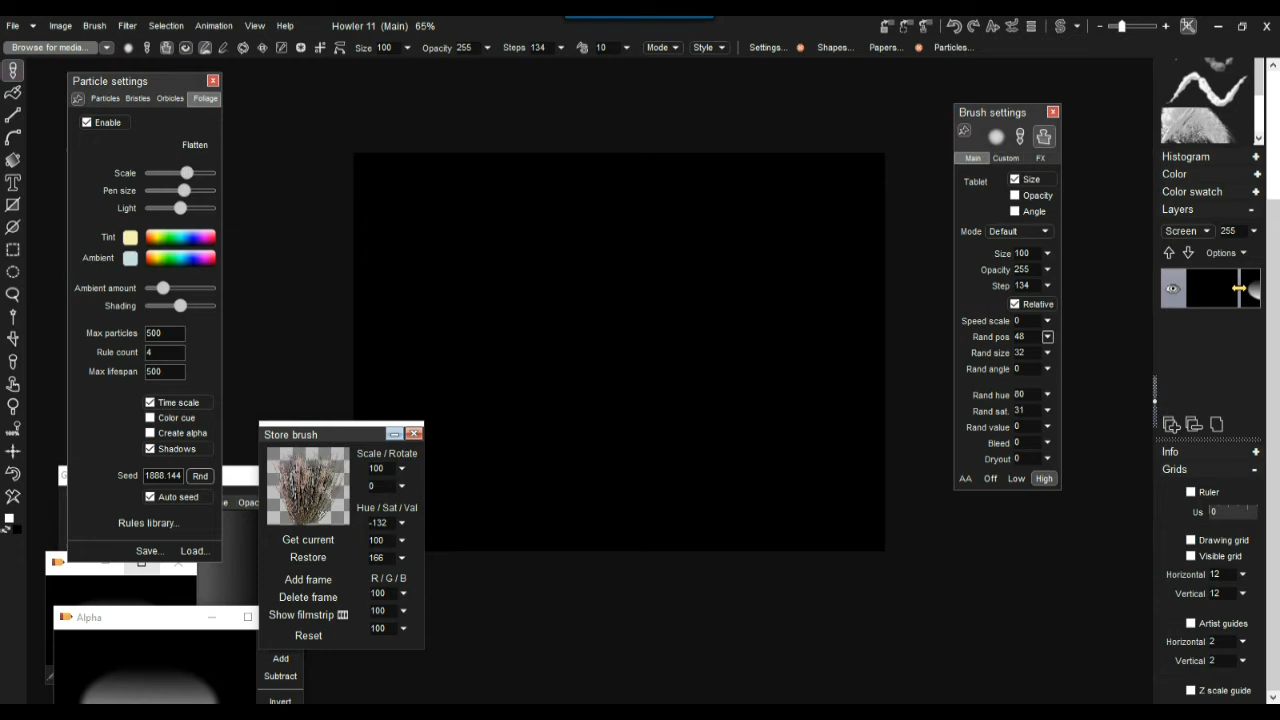 File Image Brush Filter Selection Animation View Help Howler 11 (Main) 65%
Browse for media... Size 100 Opacity 255 Steps 134 10 Mode Style Settings... Shapes... Papers... Particles...
Particle settings
Particles Bristles Orbicles Foliage
Enable
Flatten
Scale
Pen size
Light
Tint
Ambient
Ambient amount
Shading
Max particles 500
Rule count 4
Max lifespan 500
Time scale
Color cue
Create alpha
Shadows
Seed 1888.144 Rnd
Auto seed
Rules library...
Save... Load...
Alpha
Store brush
Scale / Rotate
100
0
Hue / Sat / Val
-132
Get current 100
Restore 166
Add frame R / G / B
Delete frame 100
Show filmstrip 100
Reset 100
Add
Subtract
Invert
Brush settings
Main Custom FX
Tablet Size
Opacity
Angle
Mode Default
Size 100
Opacity 255
Step 134
Relative
Speed scale 0
Rand pos 48
Rand size 32
Rand angle 0
Rand hue 80
Rand sat. 31
Rand value 0
Bleed 0
Dryout 0
AA Off Low High
Histogram +
Color +
Color swatch +
Layers -
Screen 255
Options
Info +
Grids -
Ruler
Us 0
Drawing grid
Visible grid
Horizontal 12
Vertical 12
Artist guides
Horizontal 2
Vertical 2
Z scale guide